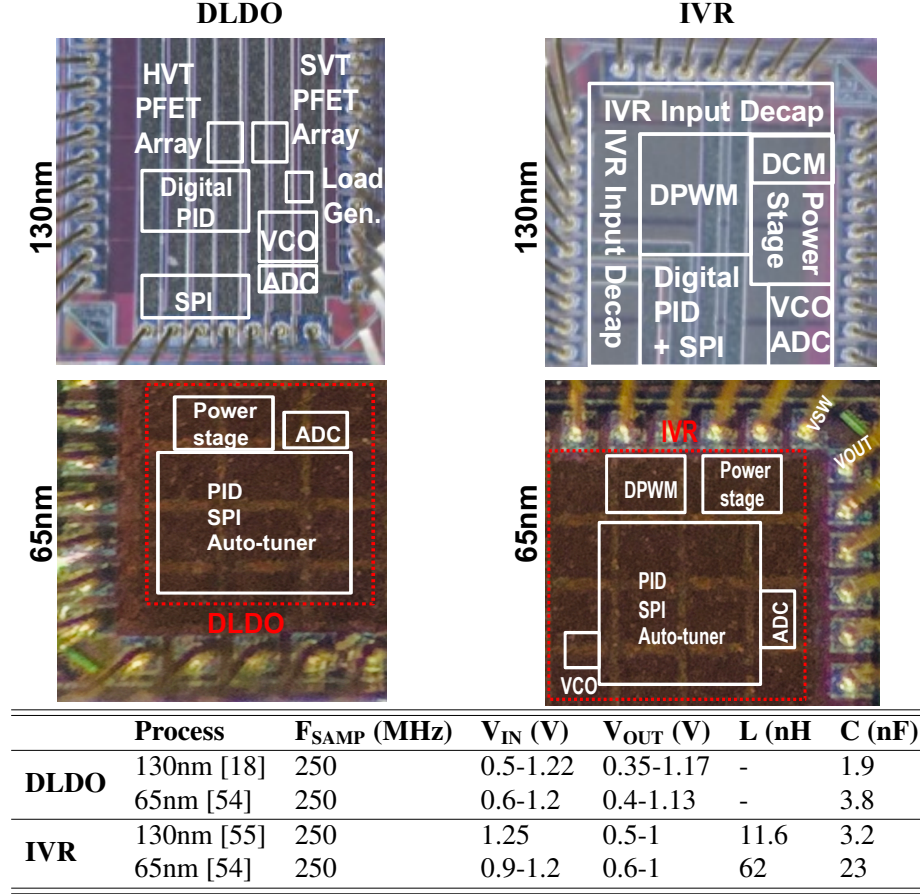 DLDO
IVR
130nm
HVT
PFET
Array
SVT
PFET
Array
Digital
PID
Load
Gen.
VCO
ADC
SPI
130nm
IVR Input Decap
IVR Input Decap
DPWM
DCM
Power
Stage
Digital
PID
+ SPI
VCO
ADC
65nm
Power
stage
ADC
PID
SPI
Auto-tuner
DLDO
65nm
IVR
VSW
VOUT
DPWM
Power
stage
PID
SPI
Auto-tuner
ADC
VCO
Process F_SAMP (MHz) V_IN (V) V_OUT (V) L (nH C (nF)
DLDO 130nm [18] 250 0.5-1.22 0.35-1.17 - 1.9
65nm [54] 250 0.6-1.2 0.4-1.13 - 3.8
IVR 130nm [55] 250 1.25 0.5-1 11.6 3.2
65nm [54] 250 0.9-1.2 0.6-1 62 23